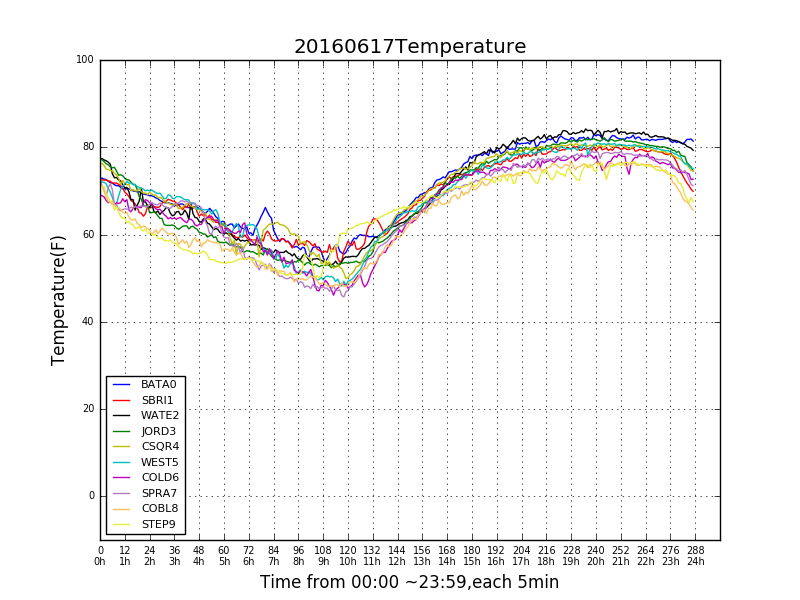 20160617Temperature
Temperature(F)
100
80
60
40
20
0
BATA0
SBRI1
WATE2
JORD3
CSQR4
WEST5
COLD6
SPRA7
COBL8
STEP9
0 12 24 36 48 60 72 84 96 108 120 132 144 156 168 180 192 204 216 228 240 252 264 276 288
0h 1h 2h 3h 4h 5h 6h 7h 8h 9h 10h 11h 12h 13h 14h 15h 16h 17h 18h 19h 20h 21h 22h 23h 24h
Time from 00:00 ~23:59,each 5min